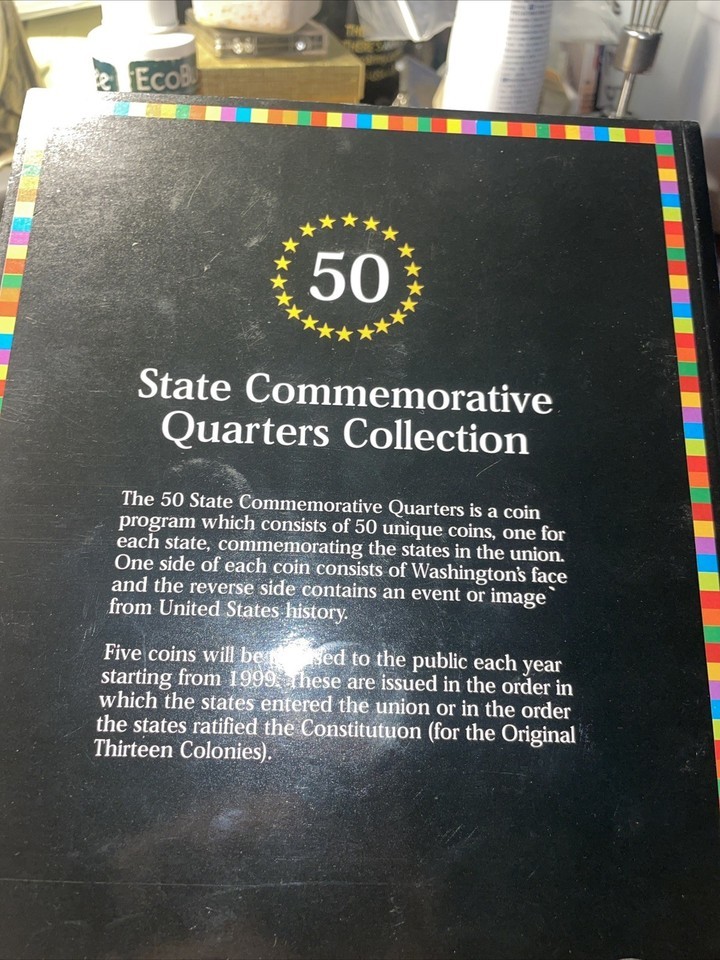 EcoB
THE
50
State Commemorative
Quarters Collection
The 50 State Commemorative Quarters is a coin
program which consists of 50 unique coins, one for
each state, commemorating the states in the union.
One side of each coin consists of Washington's face
and the reverse side contains an event or image`
from United States history.
Five coins will be to the public each year
starting from 1999. These are issued in the order in
which the states entered the union or in the order
the states ratified the Constitutuon (for the Original
Thirteen Colonies).